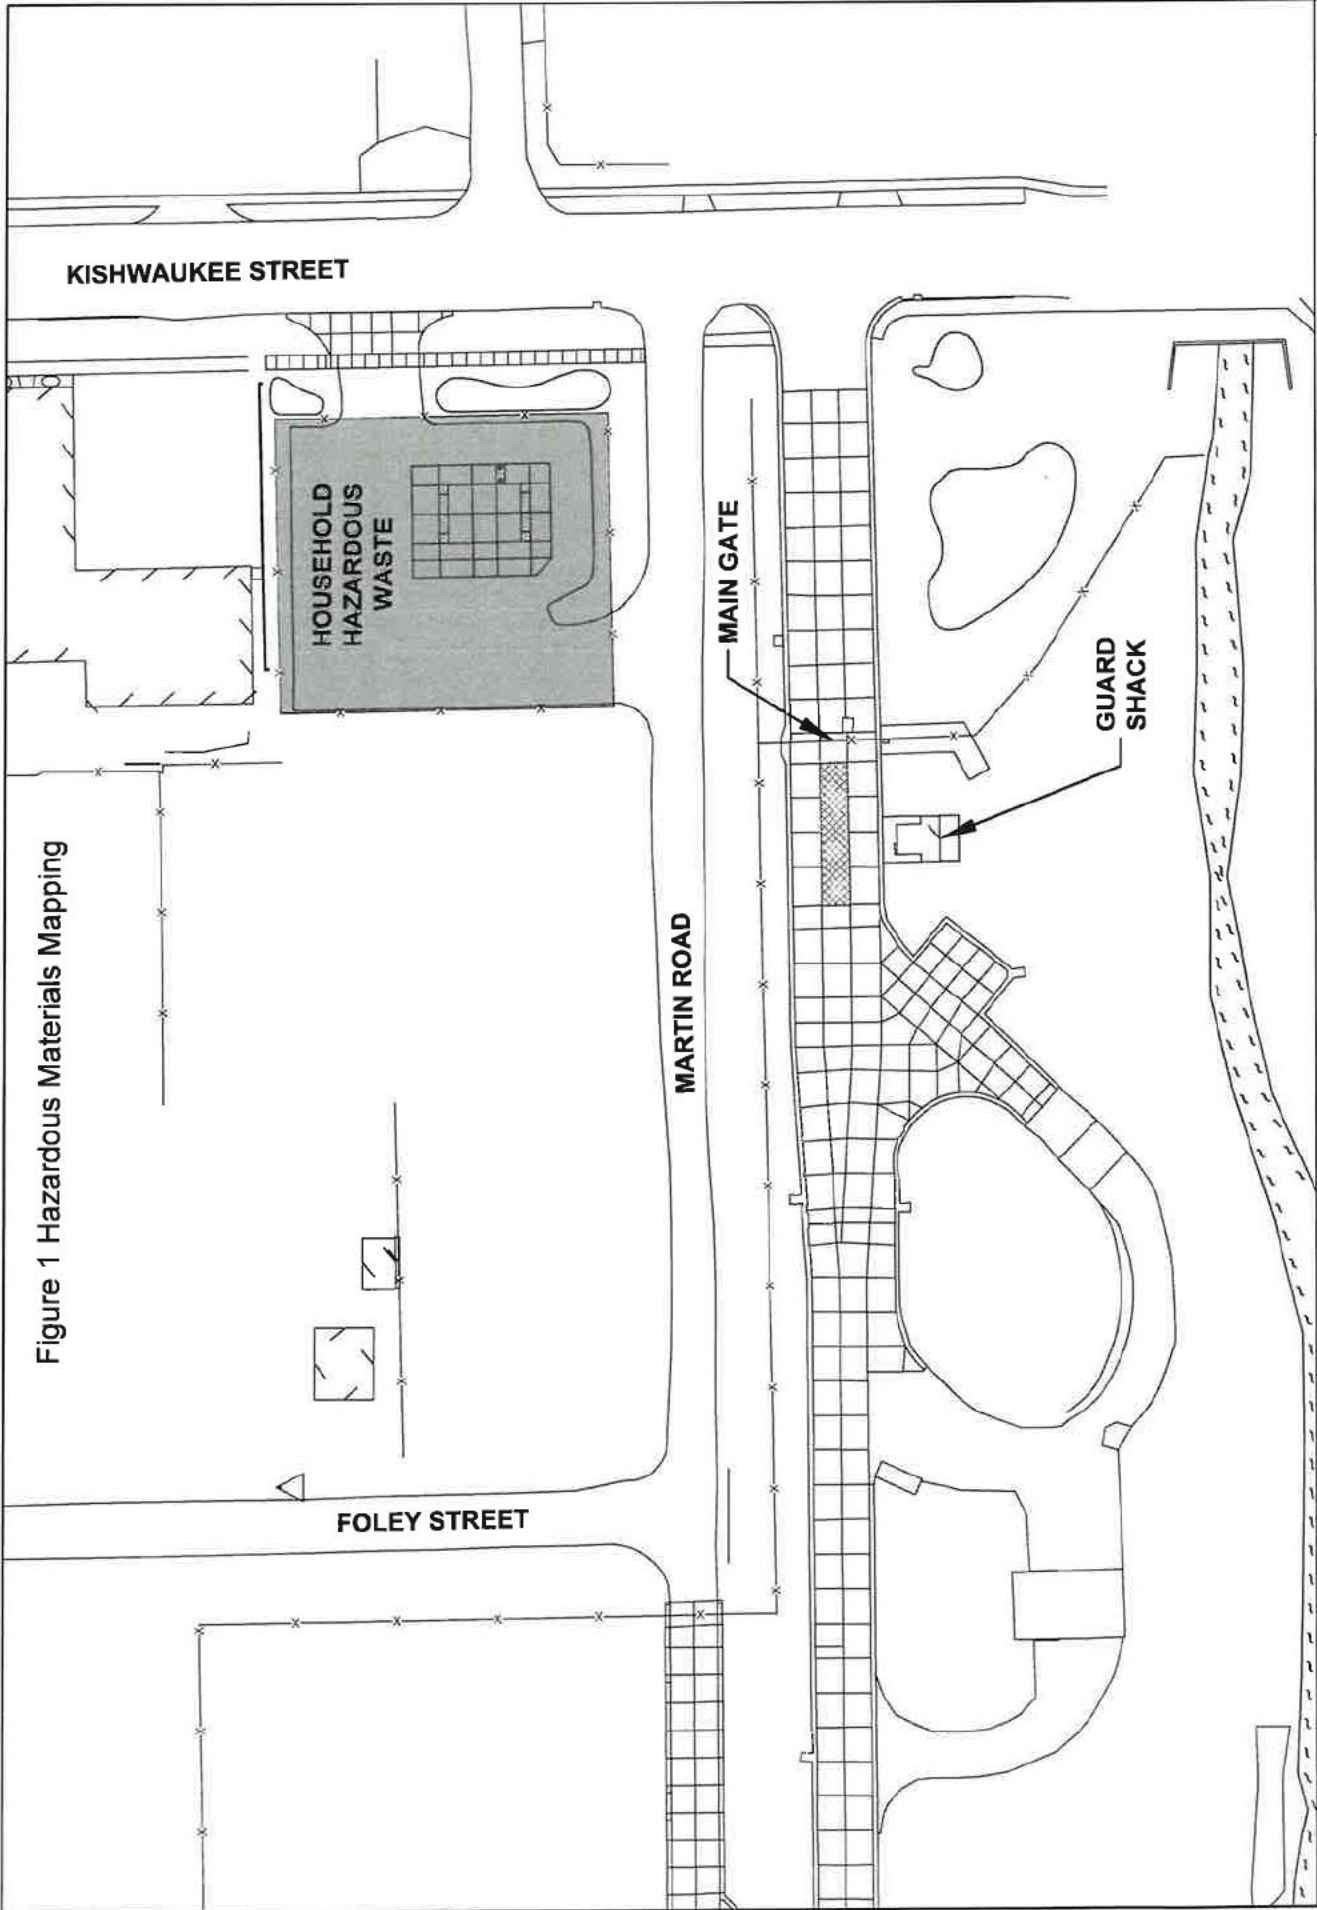 Figure 1 Hazardous Materials Mapping
KISHWAUKEE STREET
HOUSEHOLD
HAZARDOUS
WASTE
MAIN GATE
GUARD
SHACK
MARTIN ROAD
FOLEY STREET